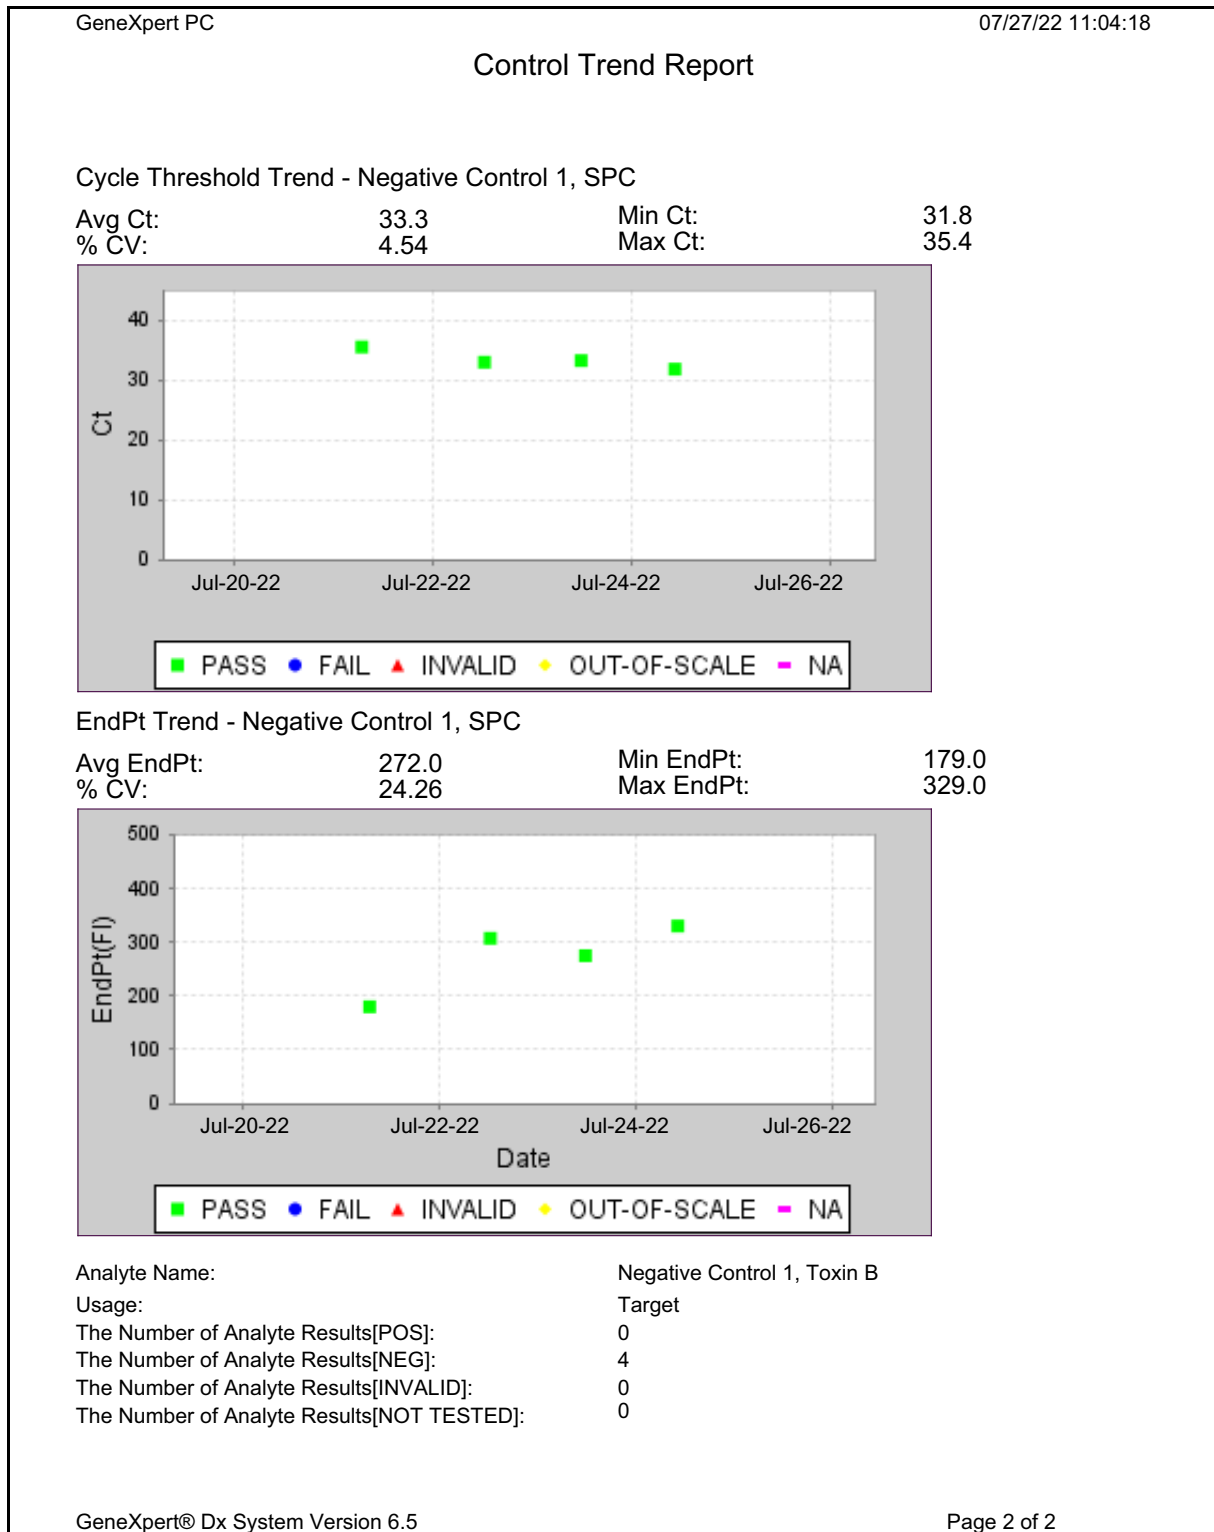 GeneXpert PC 07/27/22 11:04:18
Control Trend Report
Cycle Threshold Trend - Negative Control 1, SPC
Avg Ct: 33.3 Min Ct: 31.8
% CV: 4.54 Max Ct: 35.4
40
30
20
10
0
Ct
Jul-20-22 Jul-22-22 Jul-24-22 Jul-26-22
PASS FAIL INVALID OUT-OF-SCALE NA
EndPt Trend - Negative Control 1, SPC
Avg EndPt: 272.0 Min EndPt: 179.0
% CV: 24.26 Max EndPt: 329.0
500
400
300
200
100
0
EndPt(FI)
Jul-20-22 Jul-22-22 Jul-24-22 Jul-26-22
Date
PASS FAIL INVALID OUT-OF-SCALE NA
Analyte Name: Negative Control 1, Toxin B
Usage: Target
The Number of Analyte Results[POS]: 0
The Number of Analyte Results[NEG]: 4
The Number of Analyte Results[INVALID]: 0
The Number of Analyte Results[NOT TESTED]: 0
GeneXpert® Dx System Version 6.5 Page 2 of 2